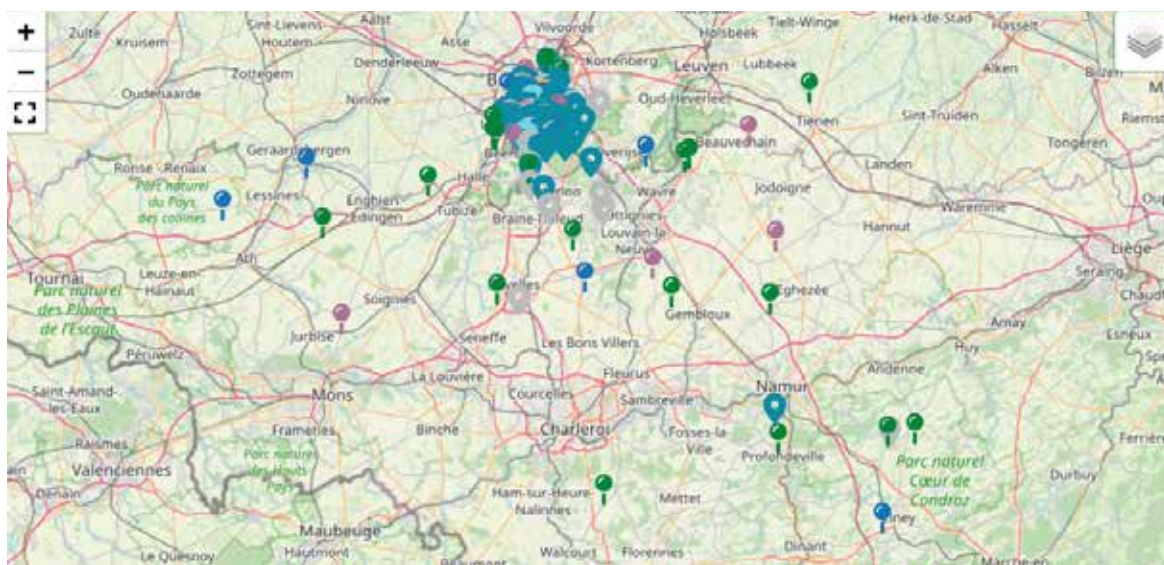 +
−
Zulte
Kruisem
Sint-Lievens-
Houtem
Aalst
Asse
Vilvoorde
Holsbeek
Tielt-Winge
Herk-de-Stad
Hasselt
Denderleeuw
Kortenberg
Leuven
Lubbeek
Alken
Zottegem
Oudenaarde
Ninove
Oud-Heverlee
Tienen
Sint-Truiden
Riemst
Tongeren
Geraardsbergen
Beauvechain
Landen
Ronse - Renaix
Parc naturel
du Pays
des collines
Lessines
Halle
Enghien
Edingen
Tubize
Wavre
Jodoigne
Waremme
Braine-l'Alleud
Ottignies-
Louvain-la-
Neuve
Hannut
Liège
Ath
Tournai
Leuze-en-
Hainaut
Seraing
Parc naturel
des Plaines
de l'Escaut
Soignies
Eghezée
Gembloux
Jurbise
Seneffe
Les Bons Villers
Amay
Esneux
Péruwelz
Huy
Andenne
La Louvière
Fleurus
Namur
Saint-Amand-
les-Eaux
Mons
Courcelles
Sambreville
Frameries
Binche
Charleroi
Fosses-la-
Ville
Raismes
Profondeville
Parc naturel
Cœur de
Condroz
Valenciennes
Parc naturel
des Hauts
Pays
Durbuy
Denain
Ham-sur-Heure-
Nalinnes
Mettet
Maubeuge
Le Quesnoy
Hautmont
Walcourt
Florennes
Dinant
Beaumont
Marche-en-